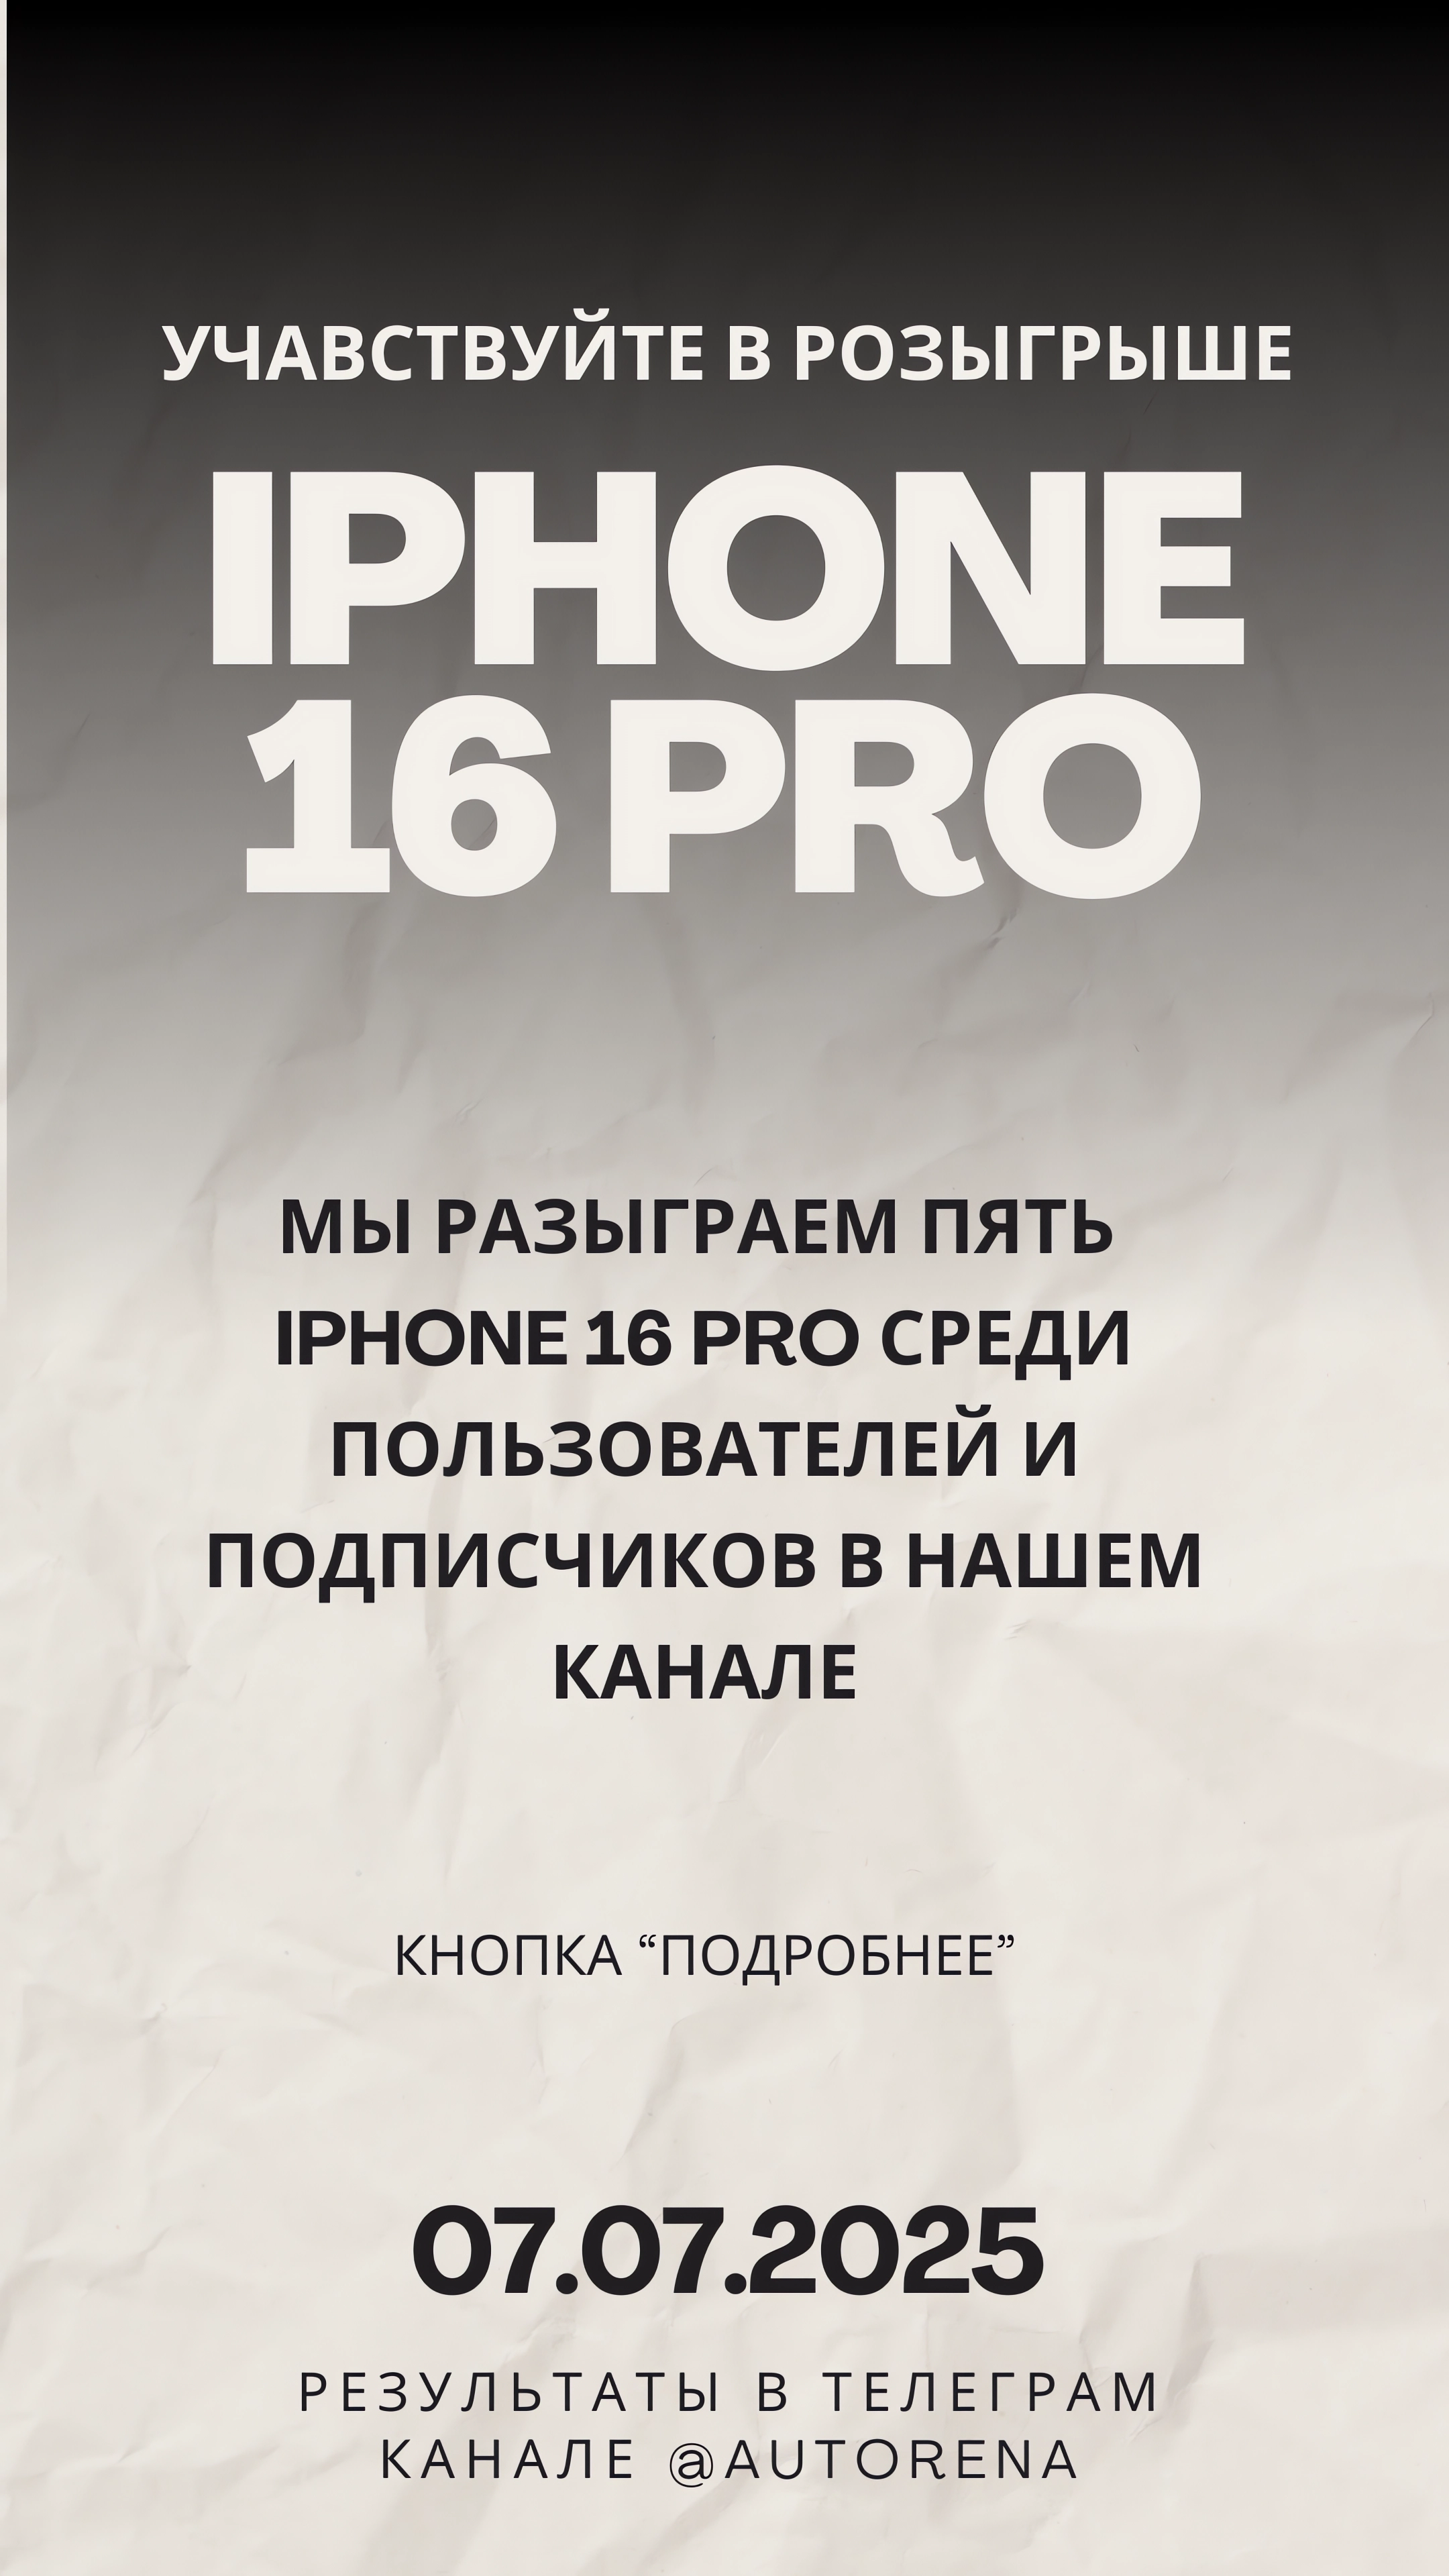 УЧАВСТВУЙТЕ В РОЗЫГРЫШЕ
IPHONE
16 PRO
МЫ РАЗЫГРАЕМ ПЯТЬ
IPHONE 16 PRO СРЕДИ
ПОЛЬЗОВАТЕЛЕЙ И
ПОДПИСЧИКОВ В НАШЕМ
КАНАЛЕ
КНОПКА “ПОДРОБНЕЕ”
07.07.2025
РЕЗУЛЬТАТЫ В ТЕЛЕГРАМ
КАНАЛЕ @AUTORENA